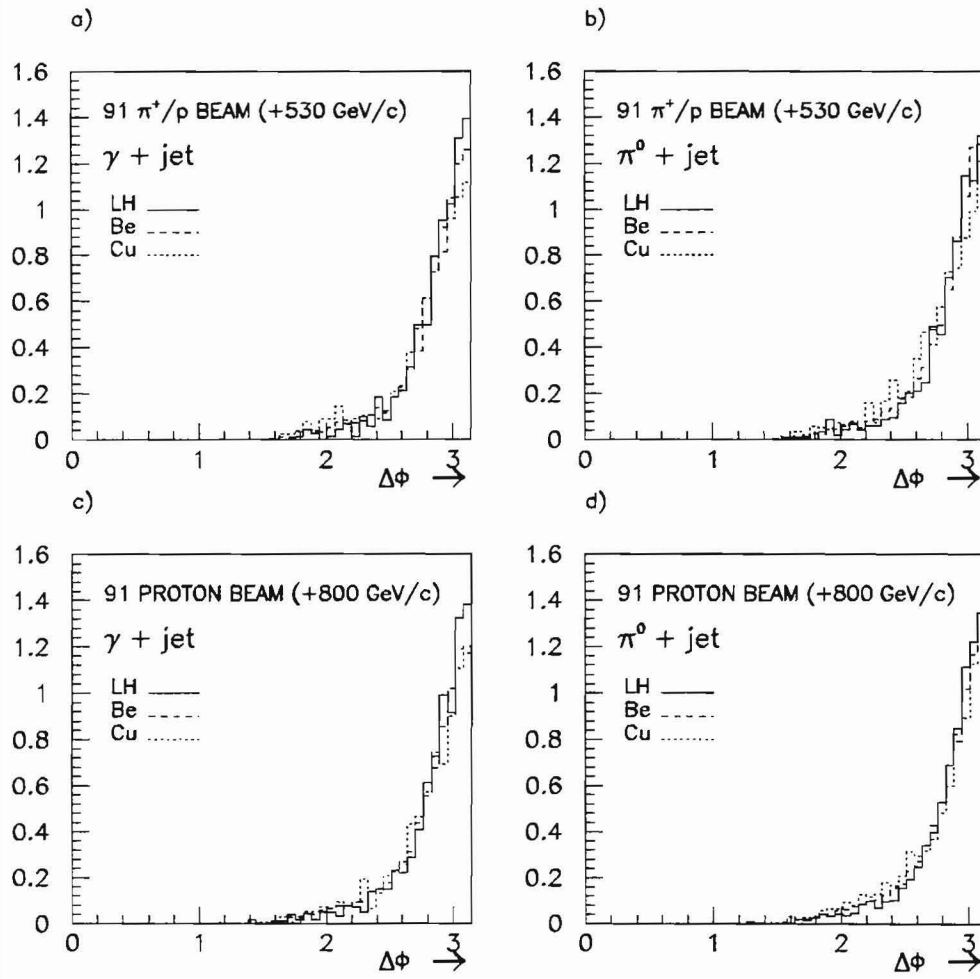 a)
1.6
1.4
1.2
1
0.8
0.6
0.4
0.2
0
91 π⁺/p BEAM (+530 GeV/c)
γ + jet
LH
Be
Cu
0 1 2 3
ΔΦ →
b)
1.6
1.4
1.2
1
0.8
0.6
0.4
0.2
0
91 π⁺/p BEAM (+530 GeV/c)
π⁰ + jet
LH
Be
Cu
0 1 2 3
ΔΦ →
c)
1.6
1.4
1.2
1
0.8
0.6
0.4
0.2
0
91 PROTON BEAM (+800 GeV/c)
γ + jet
LH
Be
Cu
0 1 2 3
ΔΦ →
d)
1.6
1.4
1.2
1
0.8
0.6
0.4
0.2
0
91 PROTON BEAM (+800 GeV/c)
π⁰ + jet
LH
Be
Cu
0 1 2 3
ΔΦ →